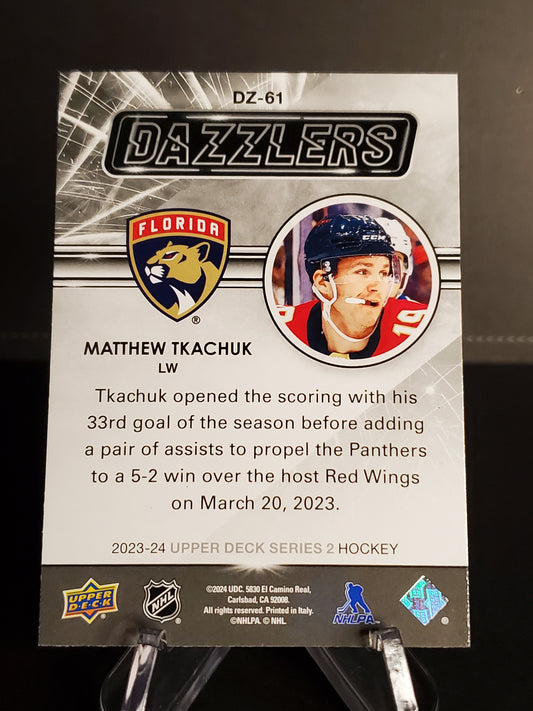 DZ-61
DAZZLERS
FLORIDA
®
CCM
19
MATTHEW TKACHUK
LW
Tkachuk opened the scoring with his
33rd goal of the season before adding
a pair of assists to propel the Panthers
to a 5-2 win over the host Red Wings
on March 20, 2023.
2023-24 UPPER DECK SERIES 2 HOCKEY
UPPER DECK
NHL
©2024 UDC. 5830 El Camino Real,
Carlsbad, CA 92008.
All rights reserved. Printed in Italy.
©NHLPA. © NHL.
NHLPA